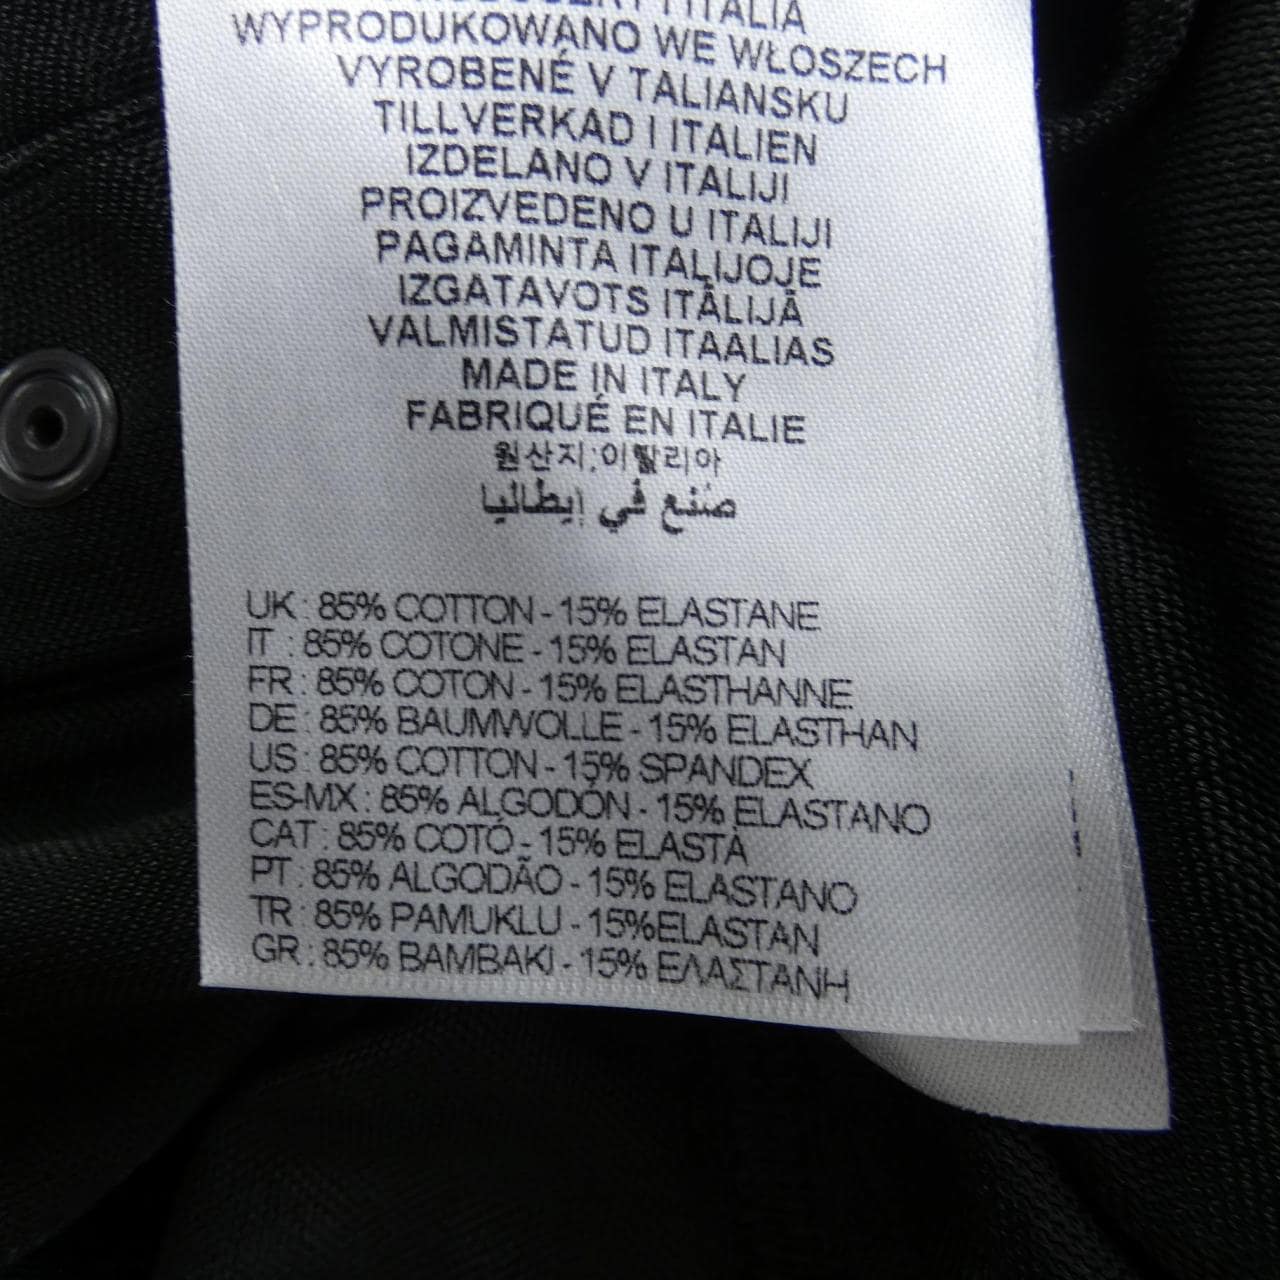 ITALIA
WYPRODUKOWANO WE WŁOSZECH
VYROBENÉ V TALIANSKU
TILLVERKAD I ITALIEN
IZDELANO V ITALIJI
PROIZVEDENO U ITALIJI
PAGAMINTA ITALIJOJE
IZGATAVOTS ITĀLIJĀ
VALMISTATUD ITAALIAS
MADE IN ITALY
FABRIQUÉ EN ITALIE
원산지:이탈리아
صُنع في إيطاليا
UK : 85% COTTON - 15% ELASTANE
IT : 85% COTONE - 15% ELASTAN
FR : 85% COTON - 15% ELASTHANNE
DE : 85% BAUMWOLLE - 15% ELASTHAN
US : 85% COTTON - 15% SPANDEX
ES-MX : 85% ALGODÓN - 15% ELASTANO
CAT : 85% COTÓ - 15% ELASTÀ
PT : 85% ALGODÃO - 15% ELASTANO
TR : 85% PAMUKLU - 15%ELASTAN
GR : 85% BAMBAKI - 15% ΕΛΑΣΤΑΝΗ